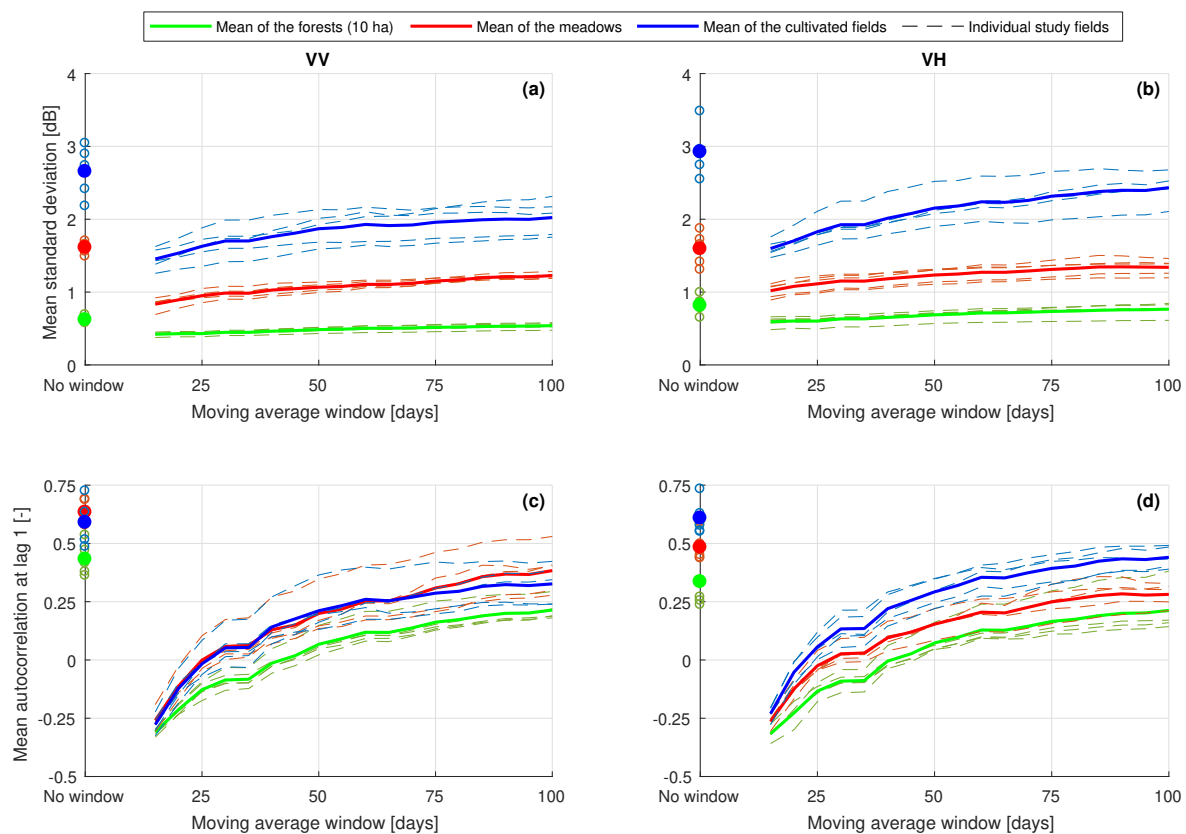 Mean of the forests (10 ha) Mean of the meadows Mean of the cultivated fields Individual study fields
VV
(a)
Mean standard deviation [dB]
4
3
2
1
0
No window 25 50 75 100
Moving average window [days]
VH
(b)
4
3
2
1
0
No window 25 50 75 100
Moving average window [days]
(c)
Mean autocorrelation at lag 1 [-]
0.75
0.5
0.25
0
-0.25
-0.5
No window 25 50 75 100
Moving average window [days]
(d)
0.75
0.5
0.25
0
-0.25
-0.5
No window 25 50 75 100
Moving average window [days]